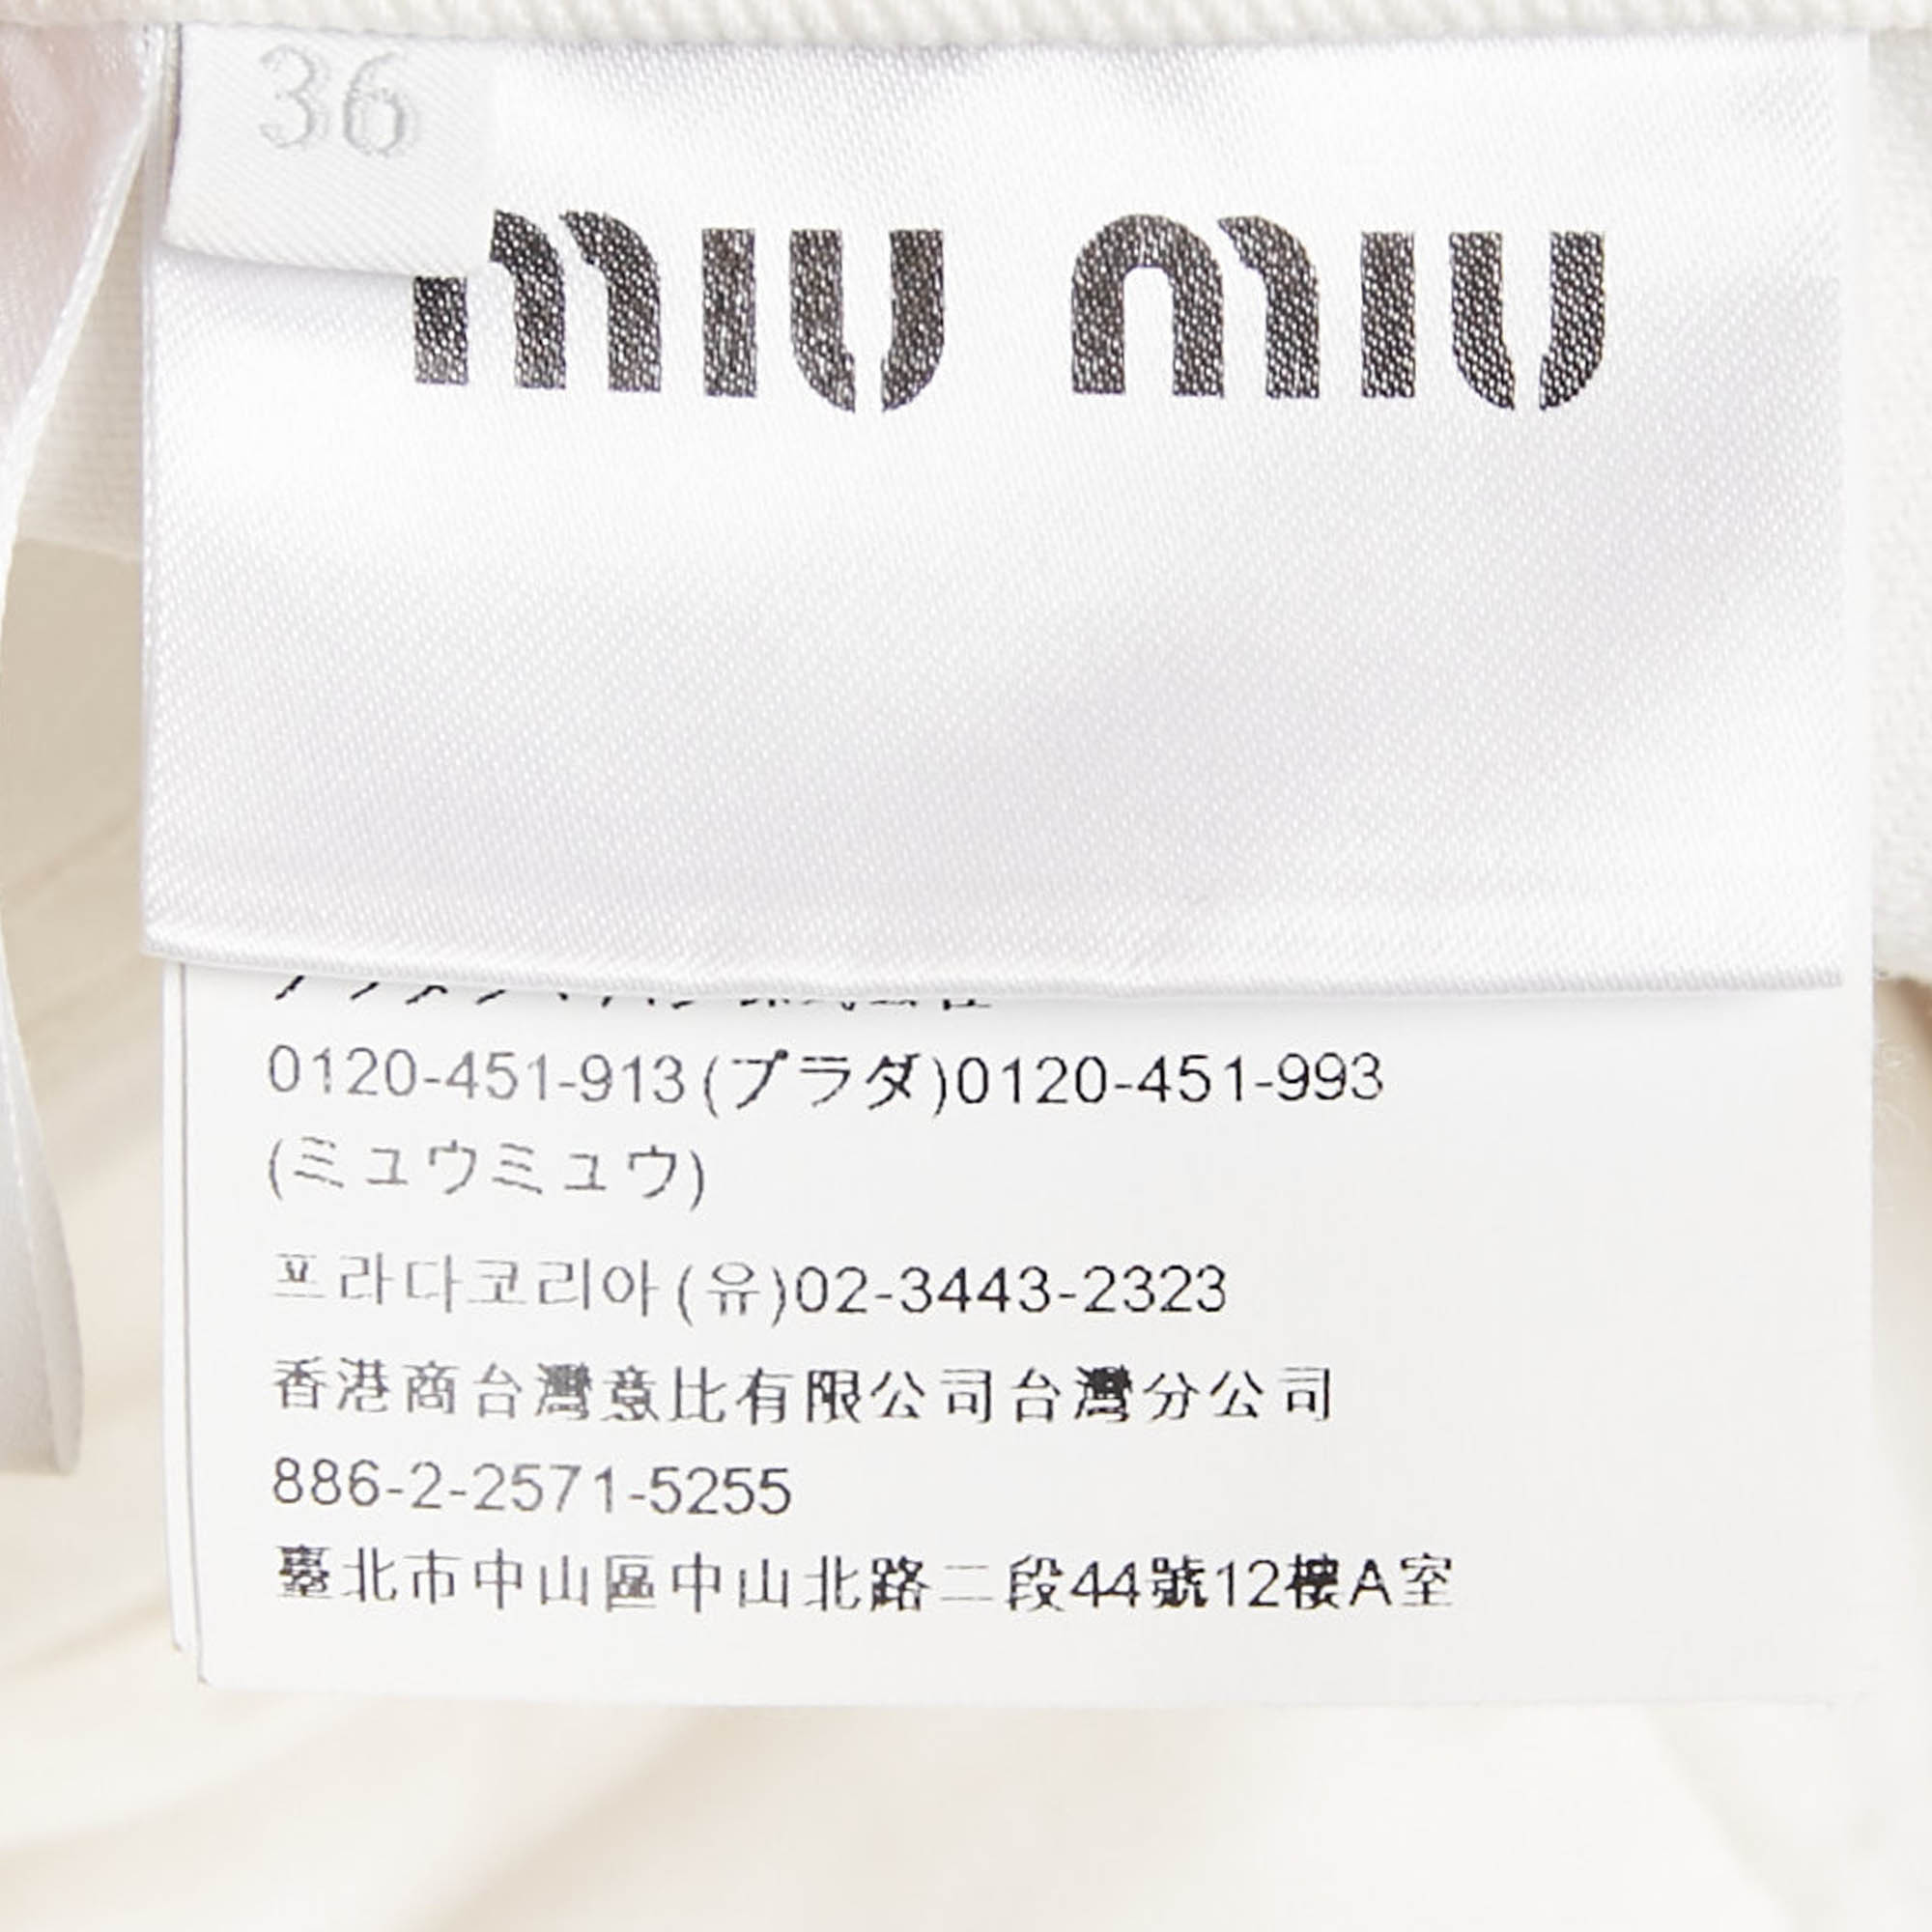 36
miu miu
0120-451-913(プラダ)0120-451-993
(ミュウミュウ)
프라다코리아(유)02-3443-2323
香港商台灣意比有限公司台灣分公司
886-2-2571-5255
臺北市中山區中山北路二段44號12樓A室